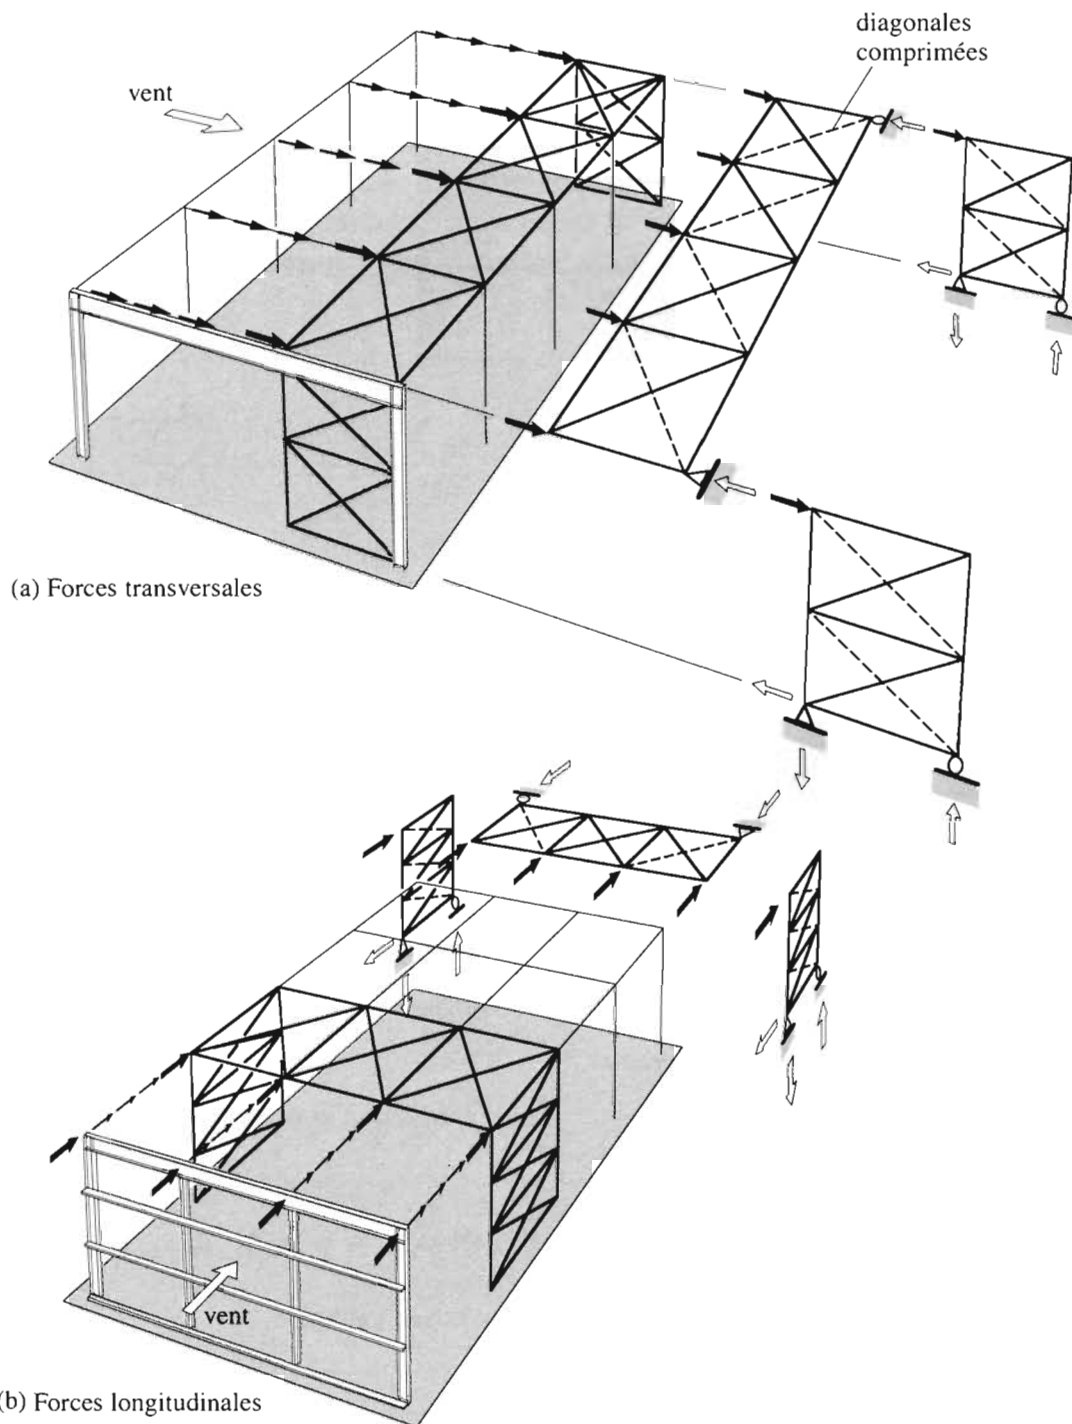 diagonales
comprimées
vent
(a) Forces transversales
vent
(b) Forces longitudinales